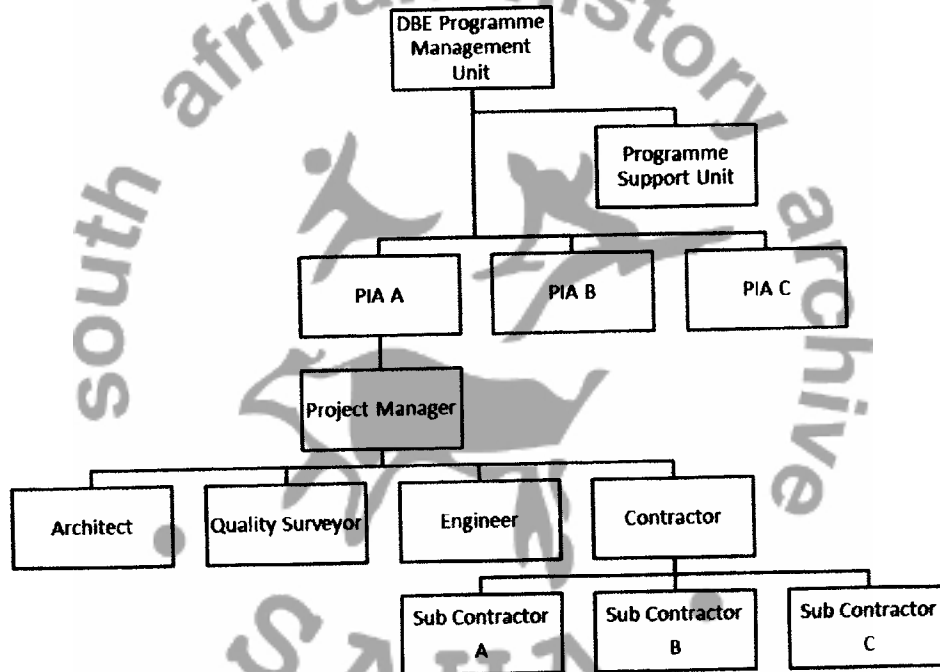 DBE Programme
Management
Unit
Programme
Support Unit
PIA A
PIA B
PIA C
Project Manager
Architect
Quality Surveyor
Engineer
Contractor
Sub Contractor
A
Sub Contractor
B
Sub Contractor
C
south african history archive